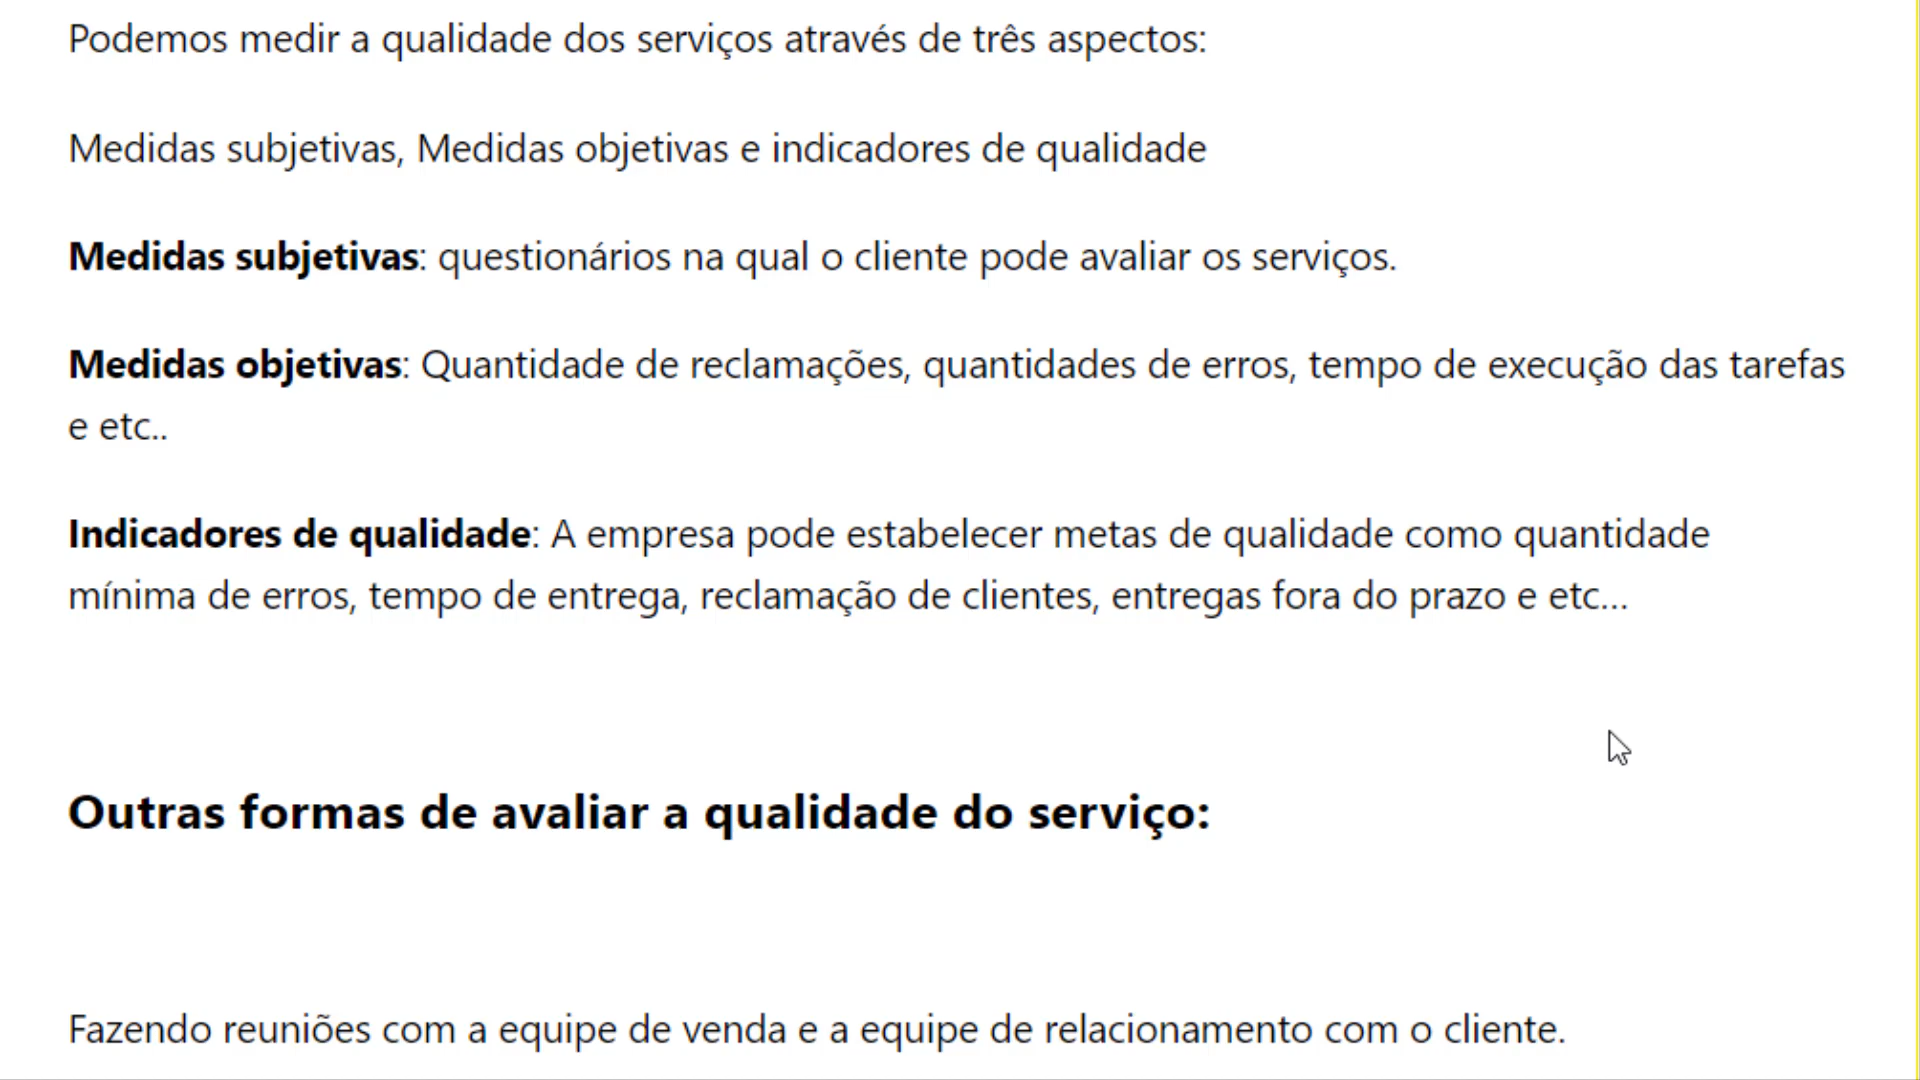 Podemos medir a qualidade dos serviços através de três aspectos:
Medidas subjetivas, Medidas objetivas e indicadores de qualidade
Medidas subjetivas: questionários na qual o cliente pode avaliar os serviços.
Medidas objetivas: Quantidade de reclamações, quantidades de erros, tempo de execução das tarefas
e etc..
Indicadores de qualidade: A empresa pode estabelecer metas de qualidade como quantidade
mínima de erros, tempo de entrega, reclamação de clientes, entregas fora do prazo e etc...
Outras formas de avaliar a qualidade do serviço:
Fazendo reuniões com a equipe de venda e a equipe de relacionamento com o cliente.